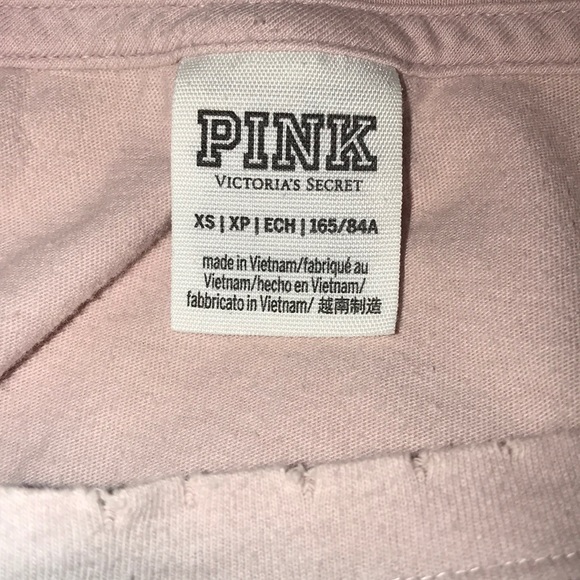 PINK
VICTORIA'S SECRET
XS | XP | ECH | 165/84A
made in Vietnam/fabriqué au
Vietnam/hecho en Vietnam/
fabbricato in Vietnam/ 越南制造